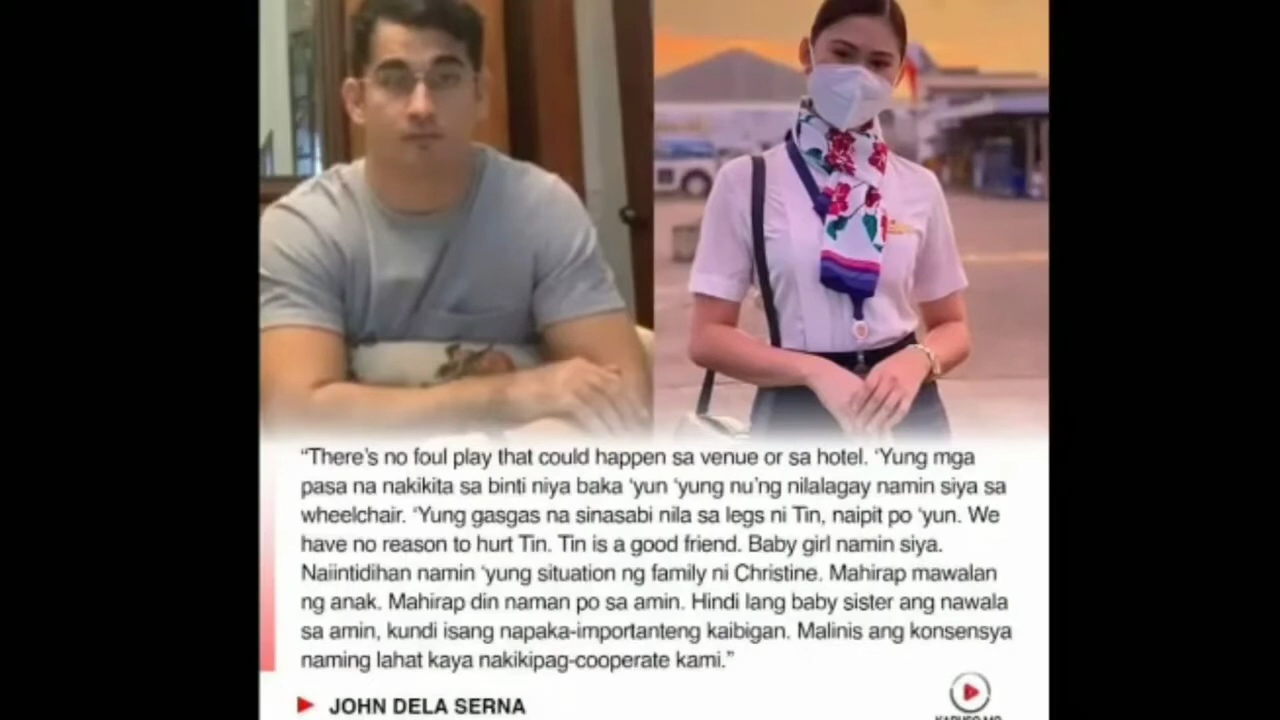 “There’s no foul play that could happen sa venue or sa hotel. ‘Yung mga
pasa na nakikita sa binti niya baka ‘yun ‘yung nu’ng nilalagay namin siya sa
wheelchair. ‘Yung gasgas na sinasabi nila sa legs ni Tin, naipit po ‘yun. We
have no reason to hurt Tin. Tin is a good friend. Baby girl namin siya.
Naiintidihan namin ‘yung situation ng family ni Christine. Mahirap mawalan
ng anak. Mahirap din naman po sa amin. Hindi lang baby sister ang nawala
sa amin, kundi isang napaka-importanteng kaibigan. Malinis ang konsensya
naming lahat kaya nakikipag-cooperate kami.”
JOHN DELA SERNA